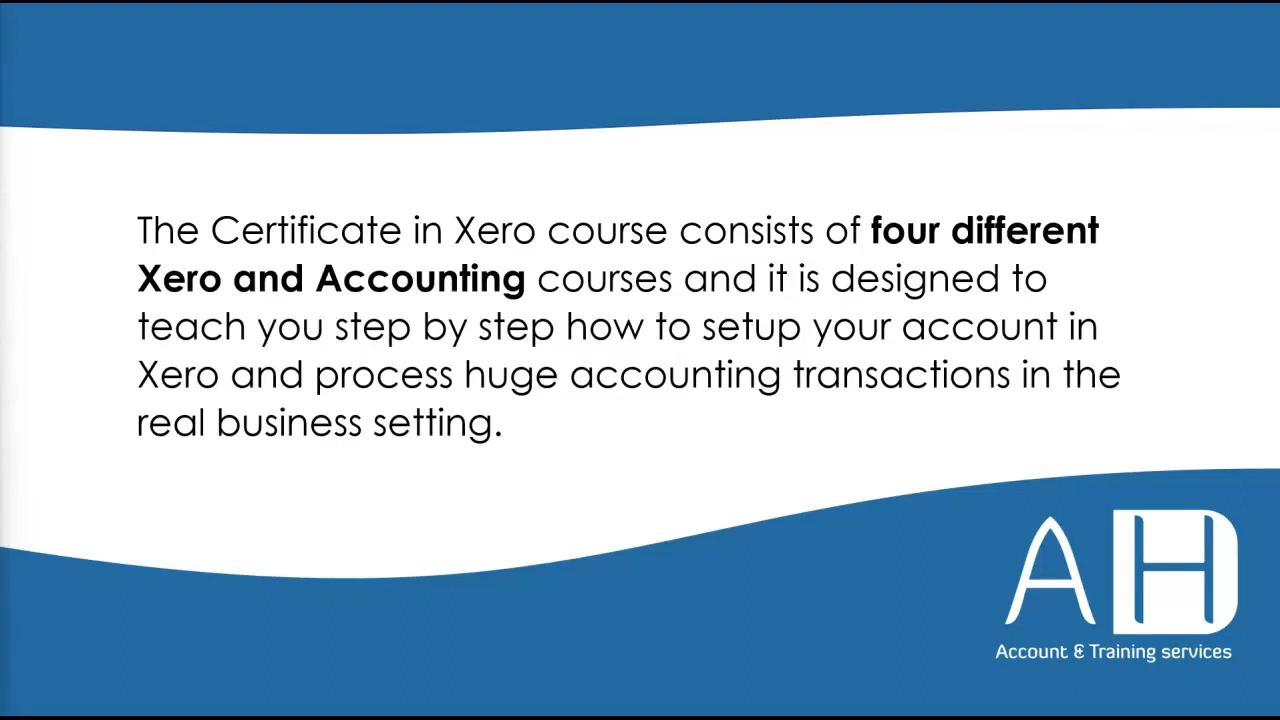 The Certificate in Xero course consists of four different
Xero and Accounting courses and it is designed to
teach you step by step how to setup your account in
Xero and process huge accounting transactions in the
real business setting.
AHD
Account & Training services